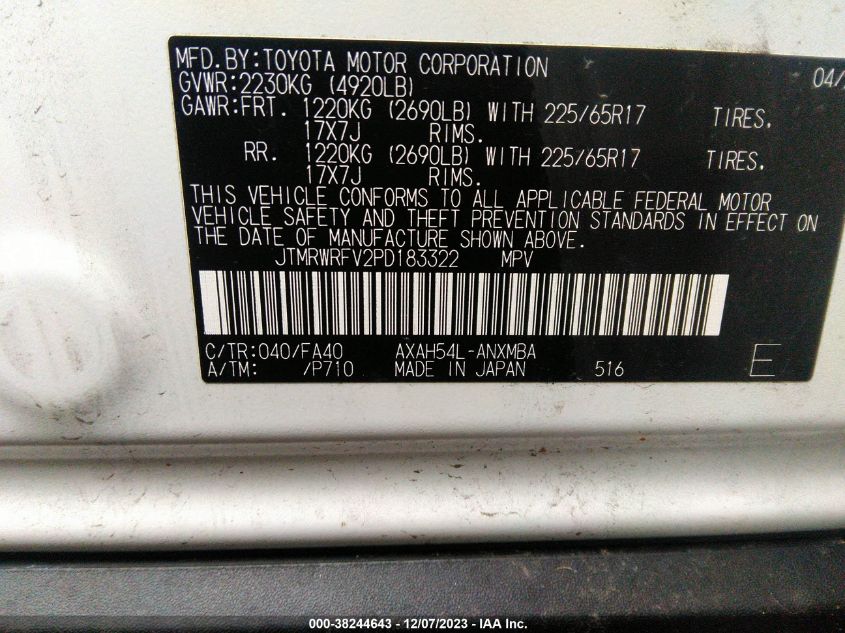 MFD. BY: TOYOTA MOTOR CORPORATION 04/
GVWR: 2230KG (4920LB)
GAWR: FRT. 1220KG (2690LB) WITH 225/65R17 TIRES.
17X7J RIMS.
RR. 1220KG (2690LB) WITH 225/65R17 TIRES.
17X7J RIMS.
THIS VEHICLE CONFORMS TO ALL APPLICABLE FEDERAL MOTOR
VEHICLE SAFETY AND THEFT PREVENTION STANDARDS IN EFFECT ON
THE DATE OF MANUFACTURE SHOWN ABOVE.
JTMRWRFV2PD183322 MPV
C/TR: 040/FA40 AXAH54L-ANXMBA
A/TM: /P710 MADE IN JAPAN 516 E
000-38244643 - 12/07/2023 - IAA Inc.